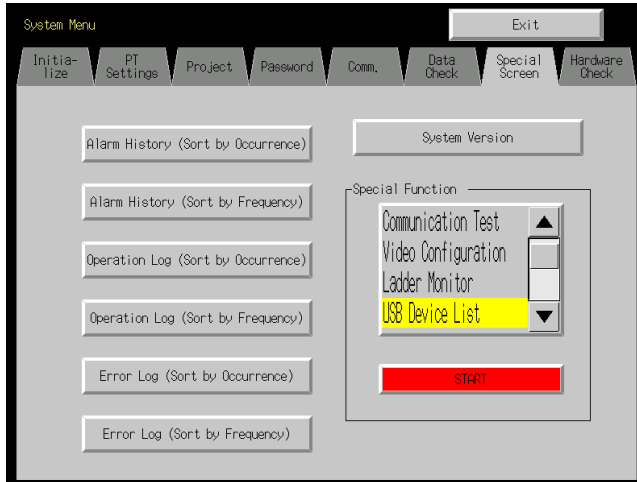 System Menu
Exit
Initia-
lize
PT
Settings
Project
Password
Comm.
Data
Check
Special
Screen
Hardware
Check
Alarm History (Sort by Occurrence)
Alarm History (Sort by Frequency)
Operation Log (Sort by Occurrence)
Operation Log (Sort by Frequency)
Error Log (Sort by Occurrence)
Error Log (Sort by Frequency)
System Version
Special Function
Communication Test
Video Configuration
Ladder Monitor
USB Device List
START